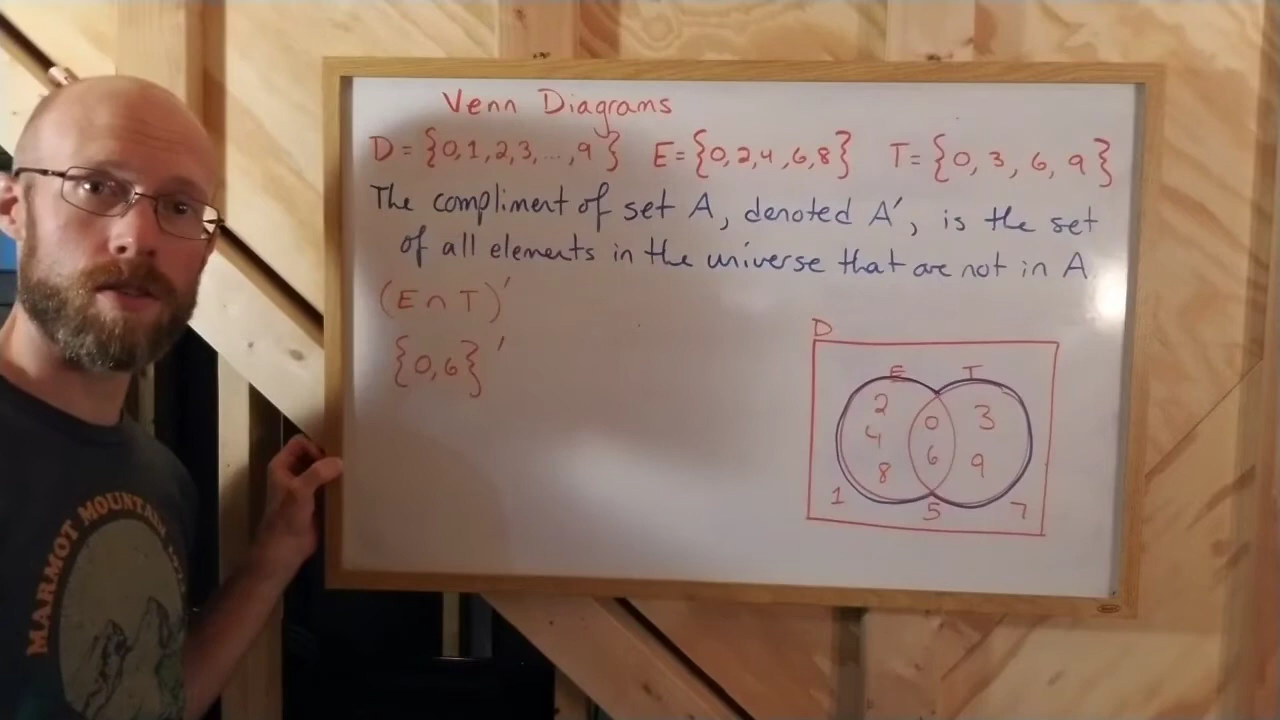 Venn Diagrams
D = {0, 1, 2, 3, ..., 9} E = {0, 2, 4, 6, 8} T = {0, 3, 6, 9}
The compliment of set A, denoted A′, is the set
of all elements in the universe that are not in A
(E ∩ T)′
{0, 6}′
D
E T
2 0 3
4 6 9
8
1 5 7
MARMOT MOUNTAIN